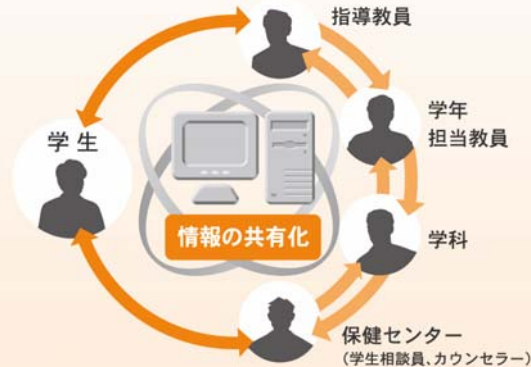 指導教員
学年
担当教員
学生
情報の共有化
学科
保健センター
(学生相談員、カウンセラー)